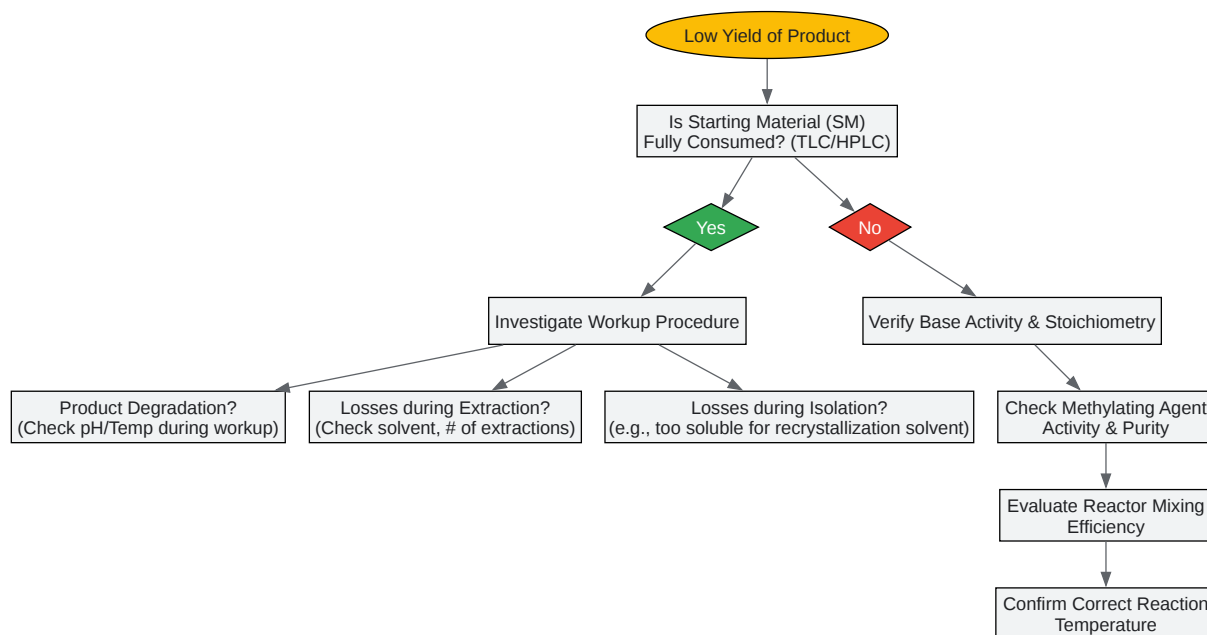 Low Yield of Product
Is Starting Material (SM)
Fully Consumed? (TLC/HPLC)
Yes
No
Investigate Workup Procedure
Verify Base Activity & Stoichiometry
Product Degradation?
(Check pH/Temp during workup)
Losses during Extraction?
(Check solvent, # of extractions)
Losses during Isolation?
(e.g., too soluble for recrystallization solvent)
Check Methylating Agent
Activity & Purity
Evaluate Reactor Mixing
Efficiency
Confirm Correct Reaction
Temperature